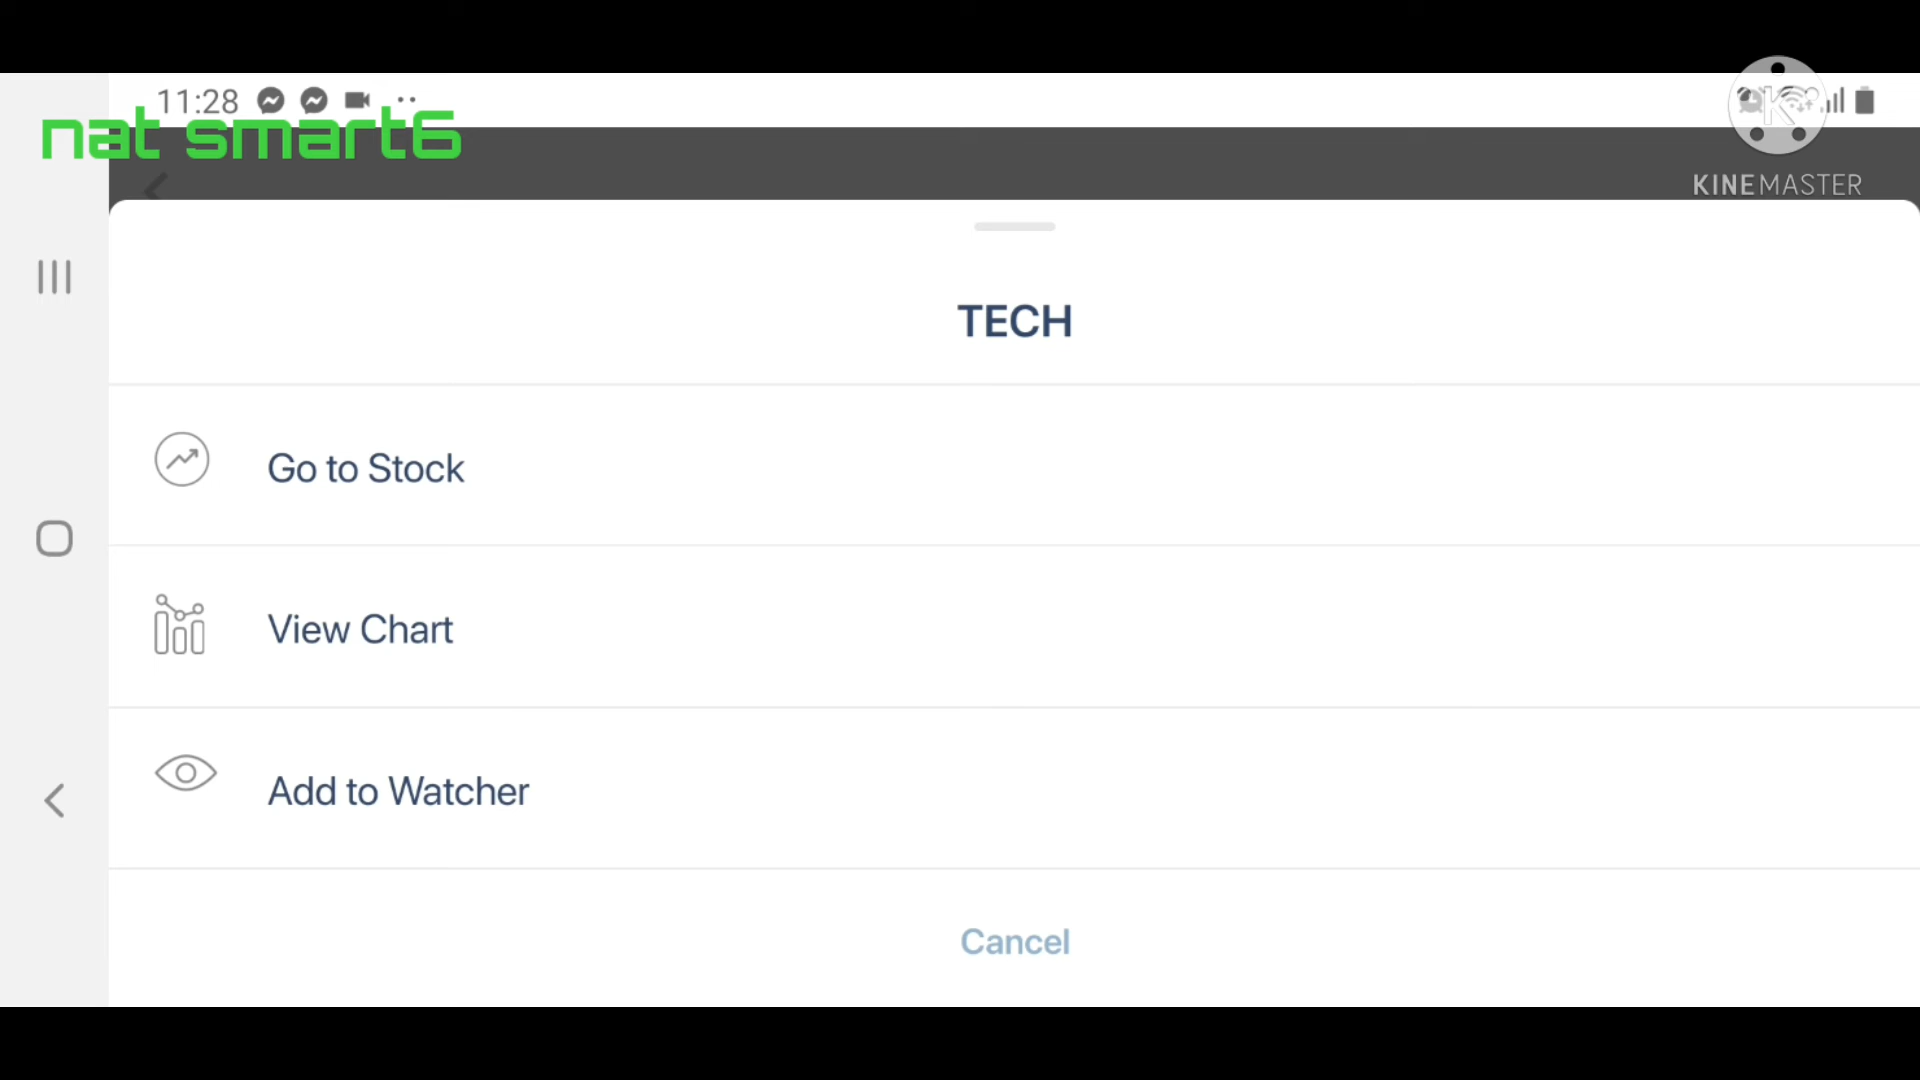 11:28
nat smart6
K
KINEMASTER
TECH
Go to Stock
View Chart
Add to Watcher
Cancel